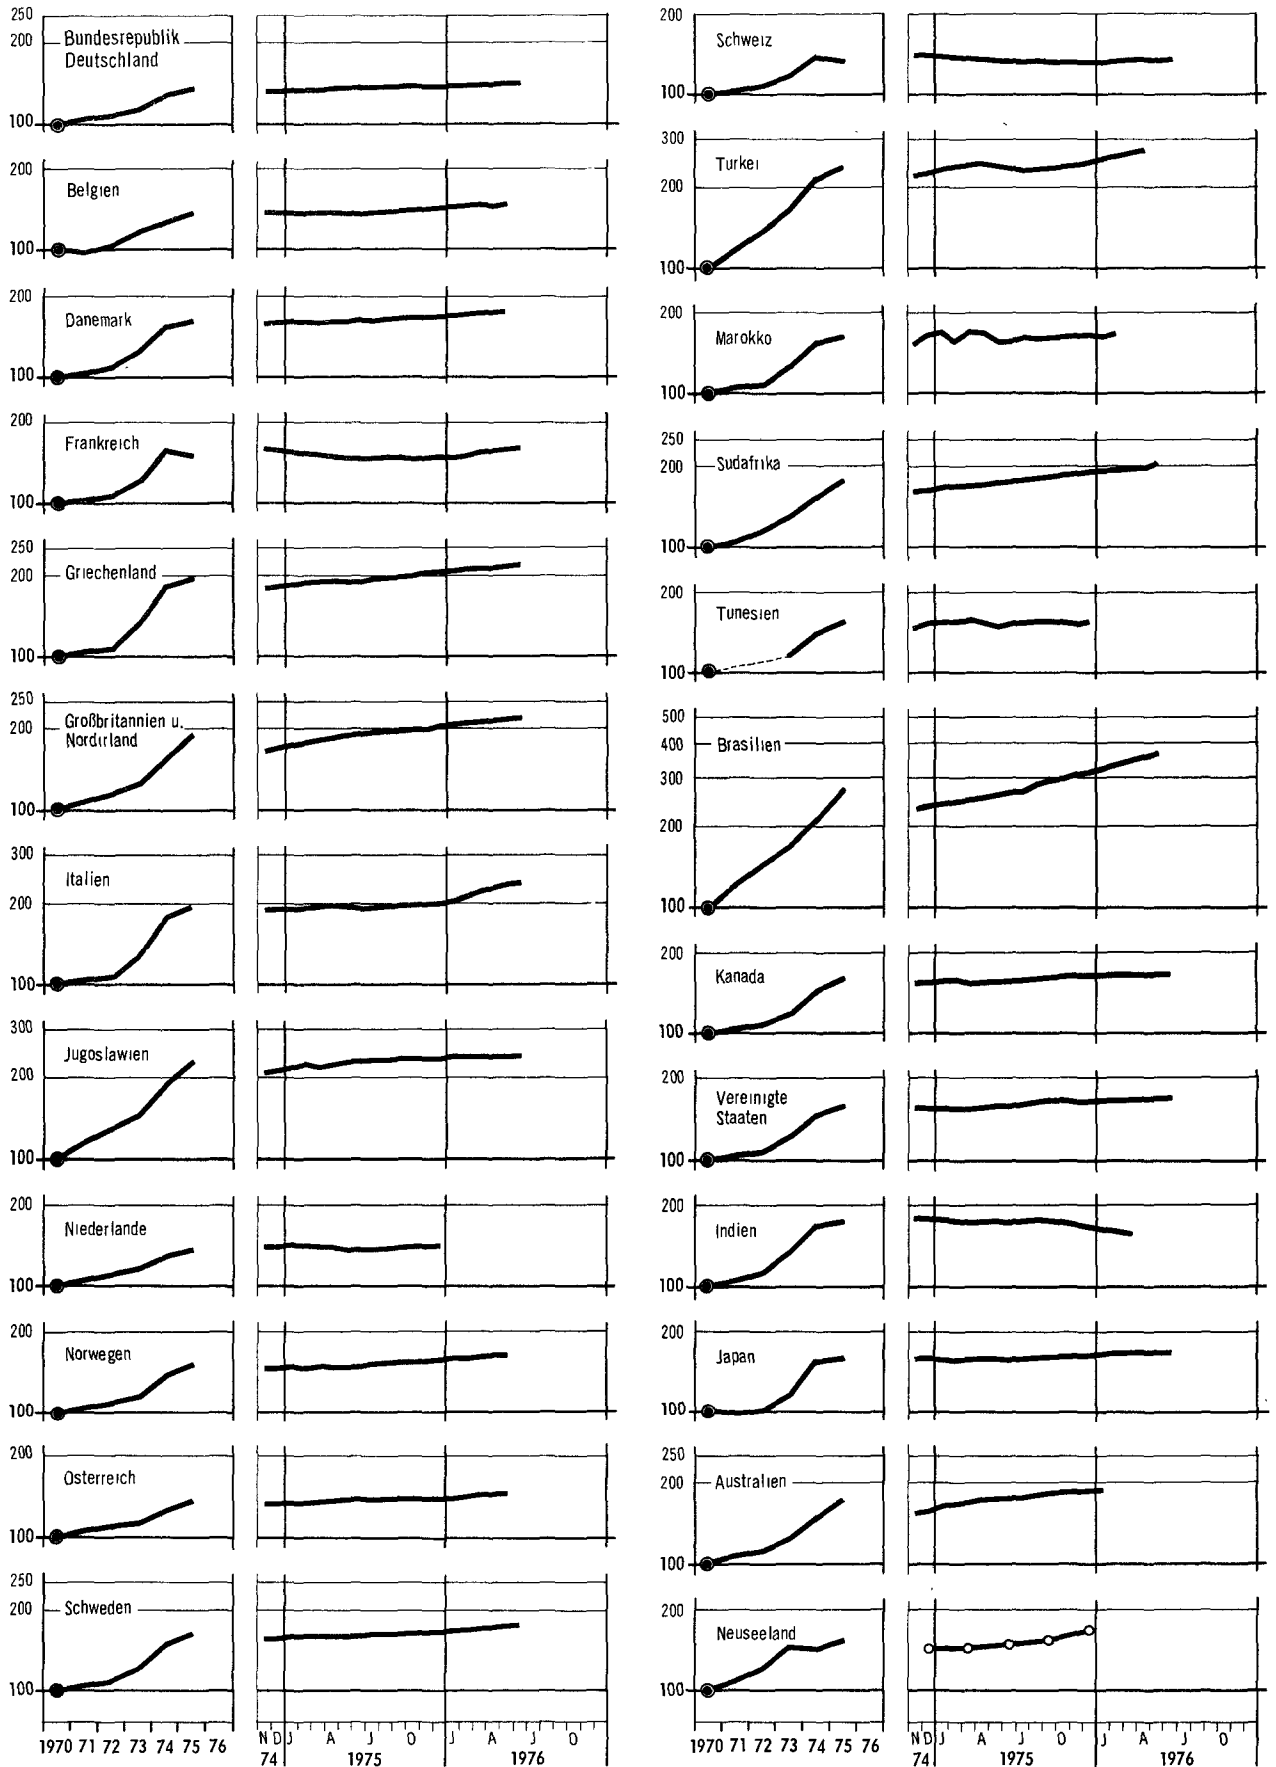 250
200
Bundesrepublik
Deutschland
100
200
Belgien
100
200
Danemark
100
200
Frankreich
100
250
200
Griechenland
100
250
200
Großbritannien u.
Nordirland
100
300
Italien
200
100
300
Jugoslawien
200
100
200
Niederlande
100
200
Norwegen
100
200
Osterreich
100
250
200
Schweden
100
1970 71 72 73 74 75 76
N D J A J O J A J O
74 1975 1976
200
Schweiz
100
300
Turkei
200
100
200
Marokko
100
250
200
Sudafrika
100
200
Tunesien
100
500
400
Brasilien
300
200
100
200
Kanada
100
200
Vereinigte
Staaten
100
200
Indien
100
200
Japan
100
250
200
Australien
100
200
Neuseeland
100
1970 71 72 73 74 75 76
N D J A J O J A J O
74 1975 1976